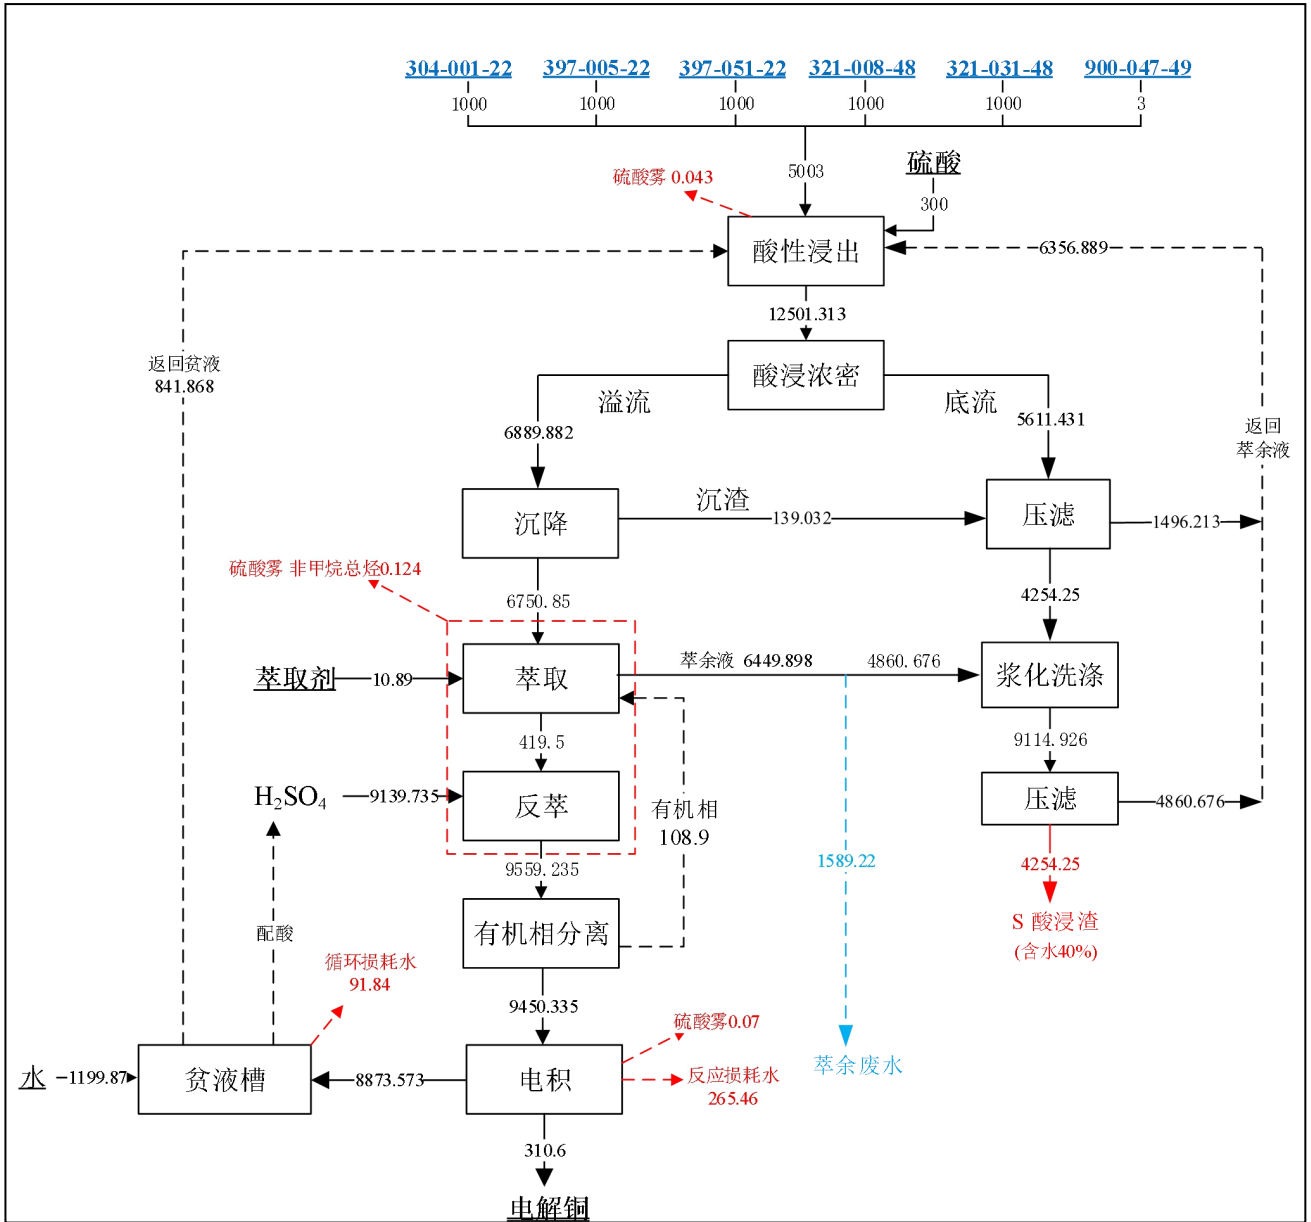 304-001-22 397-005-22 397-051-22 321-008-48 321-031-48 900-047-49
1000 1000 1000 1000 1000 3
5003
硫酸
硫酸雾 0.043
300
酸性浸出
6356.889
12501.313
返回贫液
841.868
酸浸浓密
溢流
底流
6889.882
5611.431
返回
萃余液
沉降
沉渣
139.032
压滤
1496.213
硫酸雾 非甲烷总烃0.124
6750.85
4254.25
萃取剂
10.89
萃取
萃余液 6449.898
4860.676
浆化洗涤
419.5
9114.926
H₂SO₄
9139.735
反萃
有机相
108.9
压滤
4860.676
9559.235
1589.22
4254.25
配酸
有机相分离
S 酸浸渣
(含水40%)
循环损耗水
91.84
9450.335
硫酸雾0.07
萃余废水
水
1199.87
贫液槽
8873.573
电积
反应损耗水
265.46
310.6
电解铜